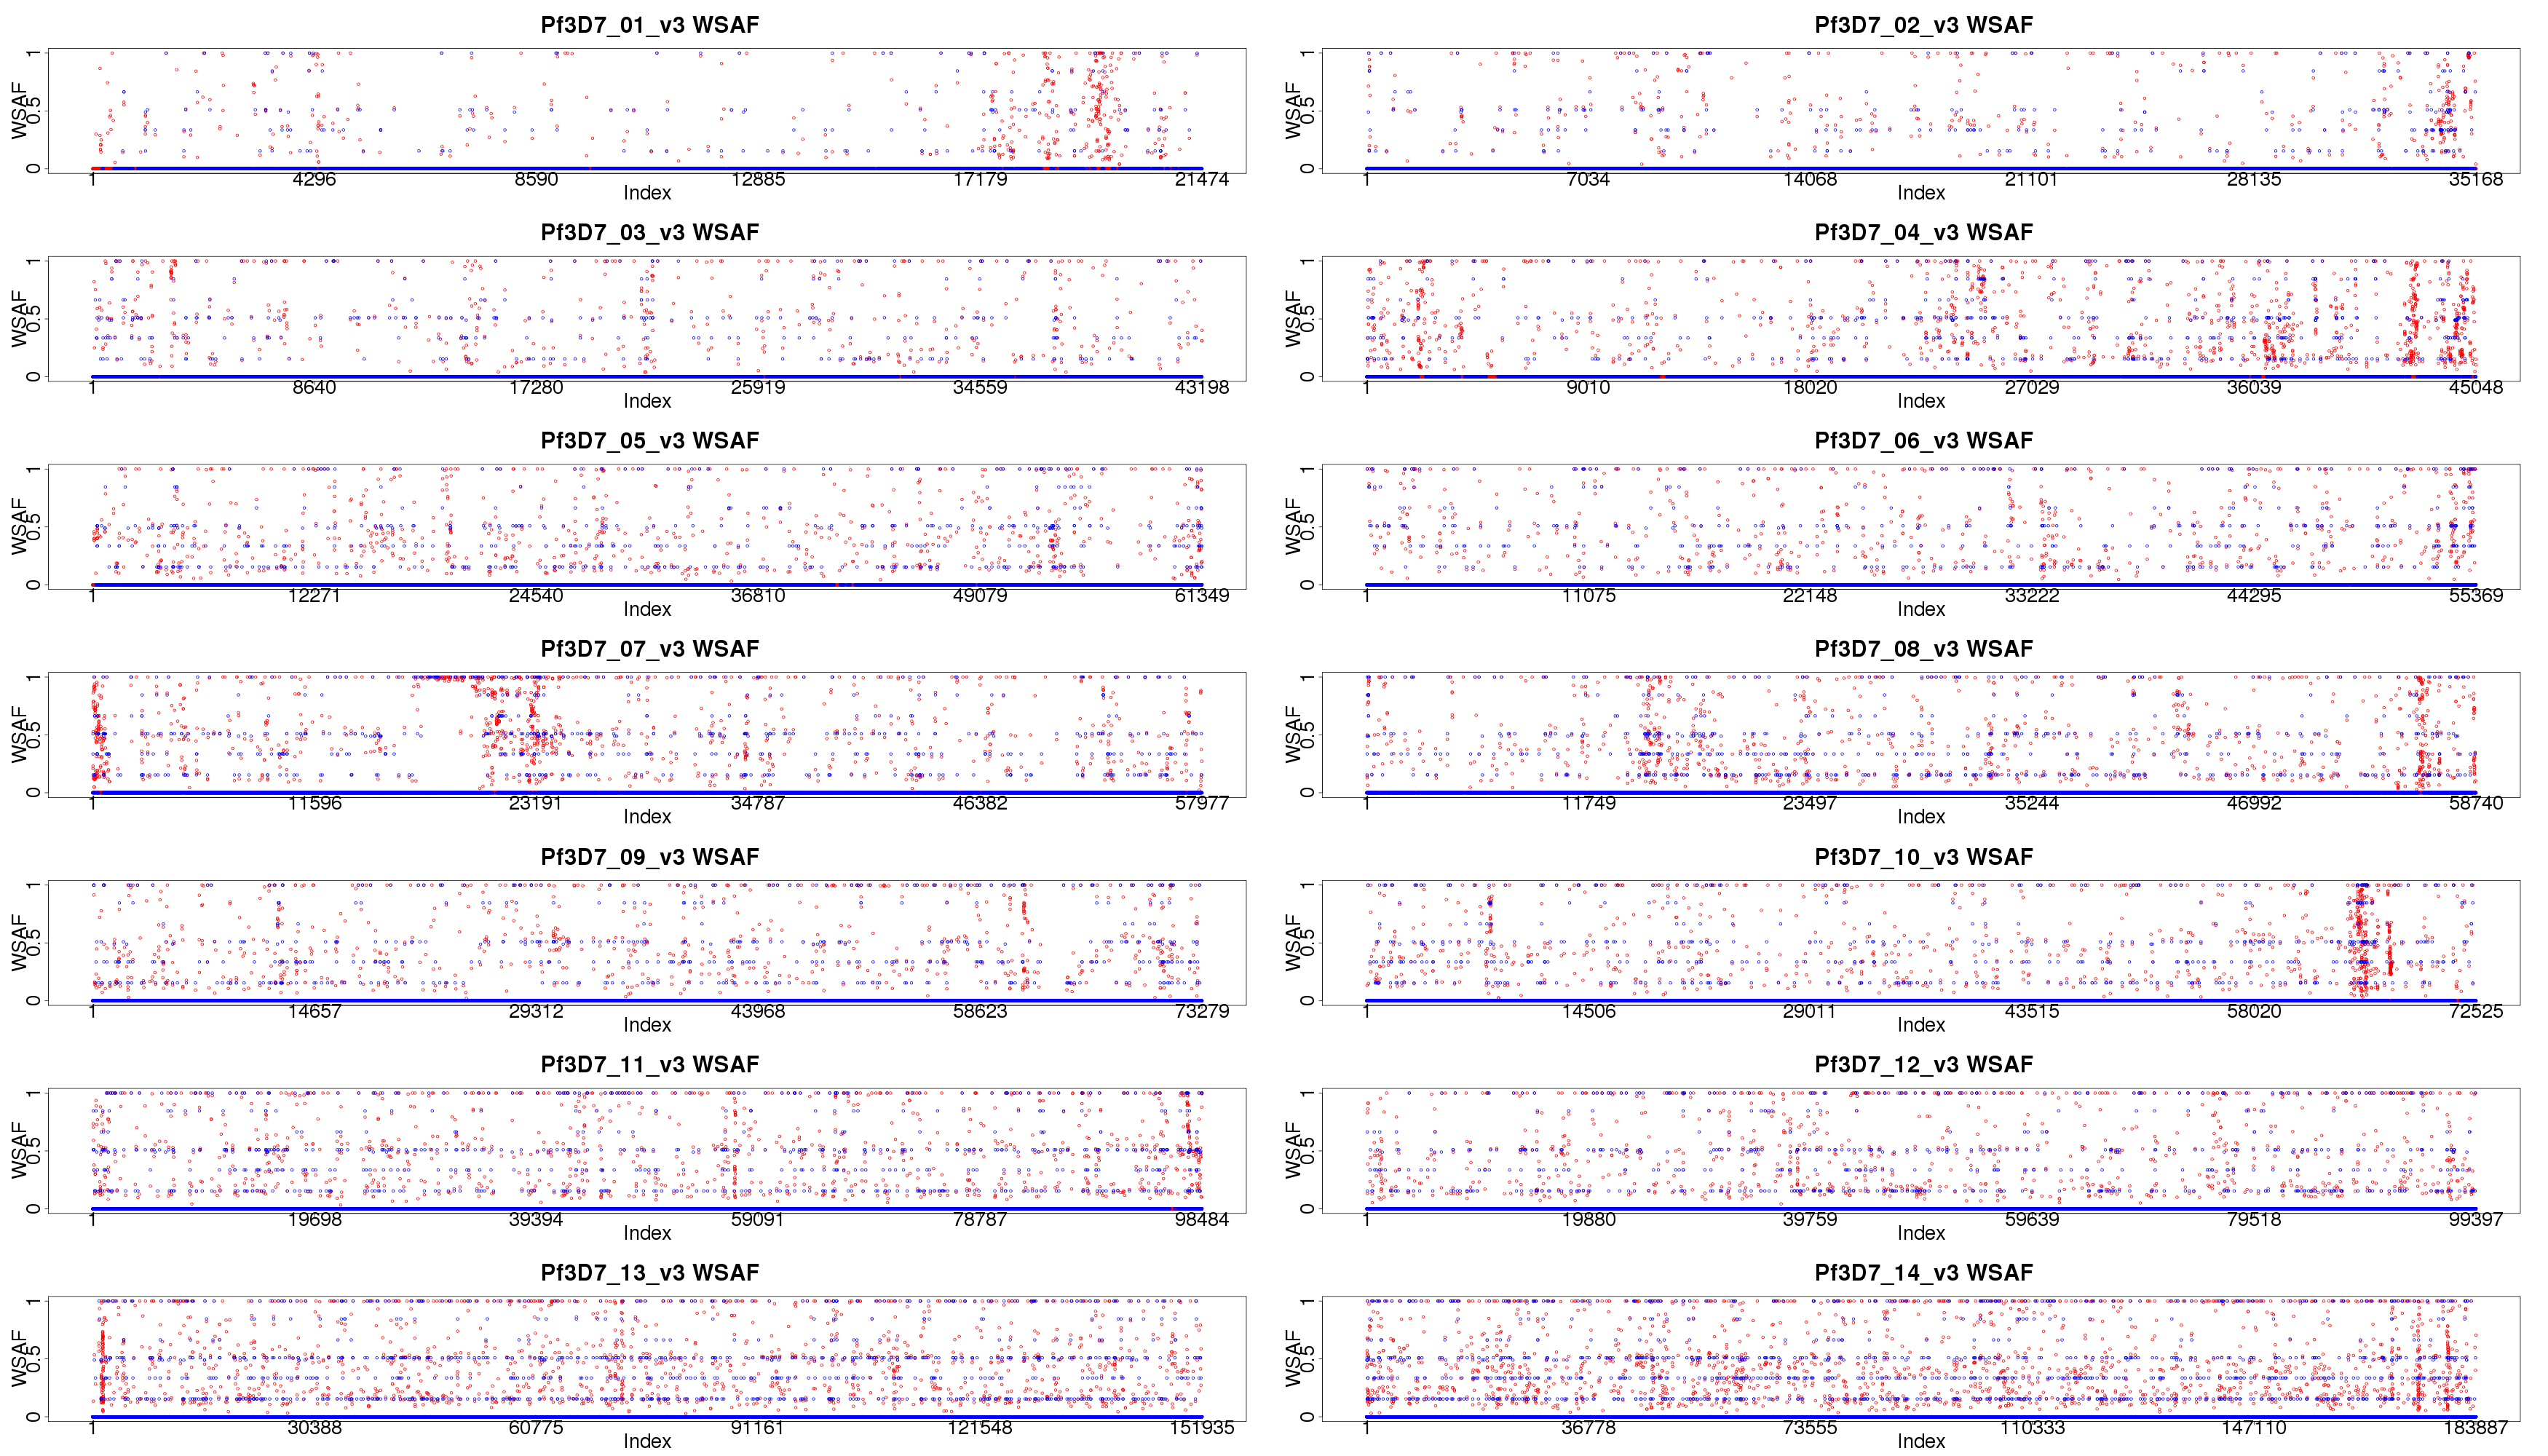 Pf3D7_01_v3 WSAF
WSAF
0 0.5 1
1 4296 8590 12885 17179 21474
Index
Pf3D7_02_v3 WSAF
WSAF
0 0.5 1
1 7034 14068 21101 28135 35168
Index
Pf3D7_03_v3 WSAF
WSAF
0 0.5 1
1 8640 17280 25919 34559 43198
Index
Pf3D7_04_v3 WSAF
WSAF
0 0.5 1
1 9010 18020 27029 36039 45048
Index
Pf3D7_05_v3 WSAF
WSAF
0 0.5 1
1 12271 24540 36810 49079 61349
Index
Pf3D7_06_v3 WSAF
WSAF
0 0.5 1
1 11075 22148 33222 44295 55369
Index
Pf3D7_07_v3 WSAF
WSAF
0 0.5 1
1 11596 23191 34787 46382 57977
Index
Pf3D7_08_v3 WSAF
WSAF
0 0.5 1
1 11749 23497 35244 46992 58740
Index
Pf3D7_09_v3 WSAF
WSAF
0 0.5 1
1 14657 29312 43968 58623 73279
Index
Pf3D7_10_v3 WSAF
WSAF
0 0.5 1
1 14506 29011 43515 58020 72525
Index
Pf3D7_11_v3 WSAF
WSAF
0 0.5 1
1 19698 39394 59091 78787 98484
Index
Pf3D7_12_v3 WSAF
WSAF
0 0.5 1
1 19880 39759 59639 79518 99397
Index
Pf3D7_13_v3 WSAF
WSAF
0 0.5 1
1 30388 60775 91161 121548 151935
Index
Pf3D7_14_v3 WSAF
WSAF
0 0.5 1
1 36778 73555 110333 147110 183887
Index